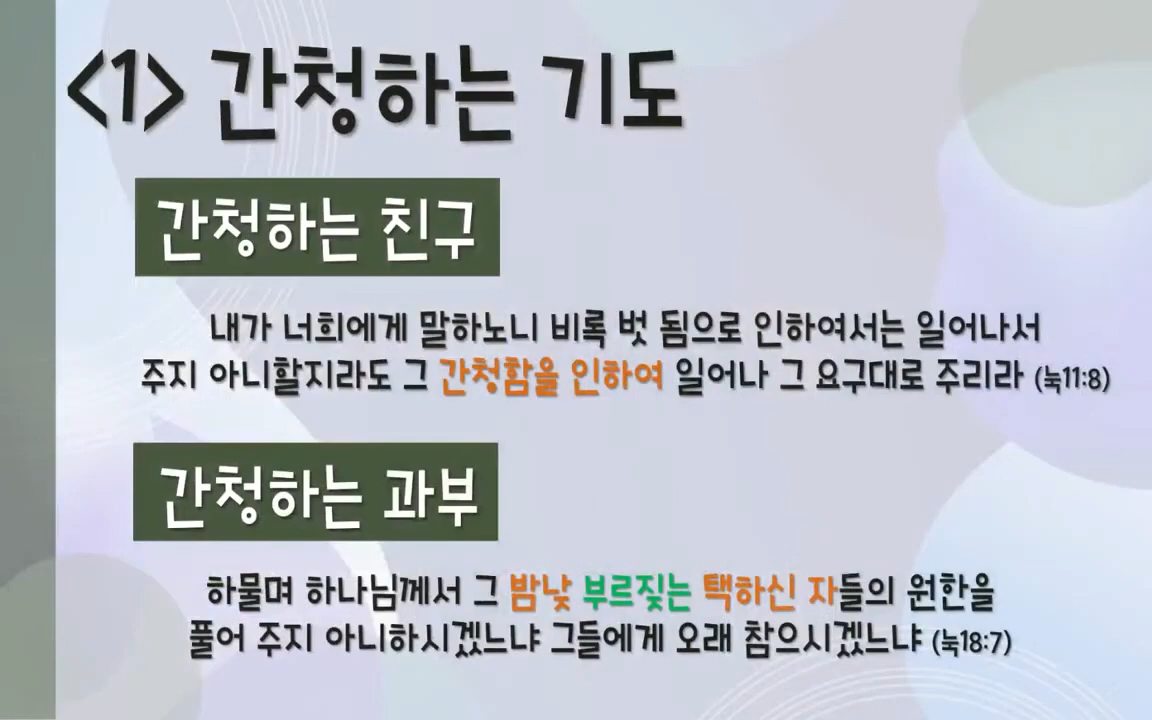 <1> 간청하는 기도
간청하는 친구
내가 너희에게 말하노니 비록 벗 됨으로 인하여서는 일어나서
주지 아니할지라도 그 간청함을 인하여 일어나 그 요구대로 주리라 (눅11:8)
간청하는 과부
하물며 하나님께서 그 밤낮 부르짖는 택하신 자들의 원한을
풀어 주지 아니하시겠느냐 그들에게 오래 참으시겠느냐 (눅18:7)